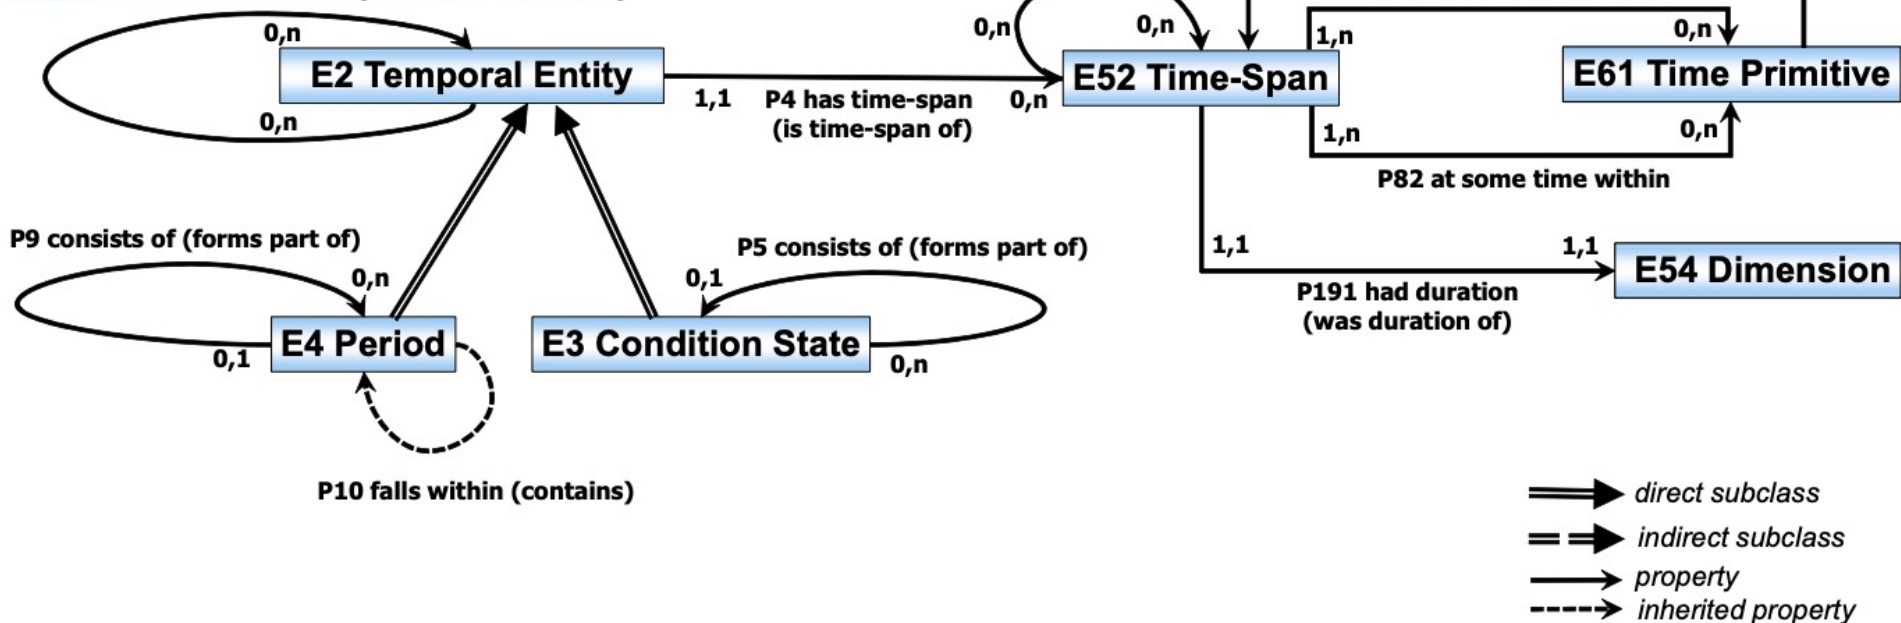 0,n
0,n
0,n
1,n
0,n
E2 Temporal Entity
E52 Time-Span
E61 Time Primitive
1,1
P4 has time-span
(is time-span of)
0,n
0,n
1,n
0,n
P82 at some time within
P9 consists of (forms part of)
P5 consists of (forms part of)
1,1
1,1
0,n
0,1
E54 Dimension
P191 had duration
(was duration of)
E4 Period
E3 Condition State
0,1
0,n
P10 falls within (contains)
direct subclass
indirect subclass
property
inherited property